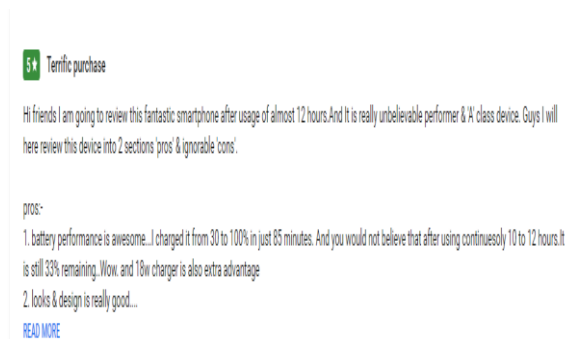 5★ Terrific purchase
Hi friends I am going to review this fantastic smartphone after usage of almost 12 hours.And It is really unbelievable performer & 'A' class device. Guys I will
here review this device into 2 sections 'pros' & ignorable 'cons'.
pros:-
1. battery performance is awesome...I charged it from 30 to 100% in just 85 minutes. And you would not believe that after using continuesoly 10 to 12 hours.It
is still 33% remaining..Wow. and 18w charger is also extra advantage
2. looks & design is really good....
READ MORE